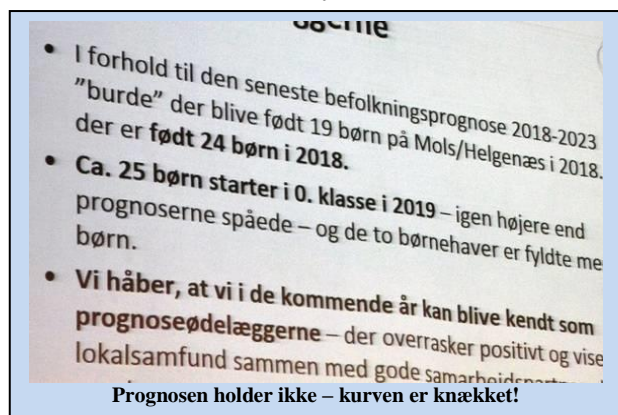 • I forhold til den seneste befolkningsprognose 2018-2023
"burde" der blive født 19 børn på Mols/Helgenæs i 2018.
der er født 24 børn i 2018.
• Ca. 25 børn starter i 0. klasse i 2019 – igen højere end
prognoserne spåede – og de to børnehaver er fyldte me
børn.
• Vi håber, at vi i de kommende år kan blive kendt som
prognoseødelæggerne – der overrasker positivt og vise
lokalsamfund sammen med gode
Prognosen holder ikke – kurven er knækket!